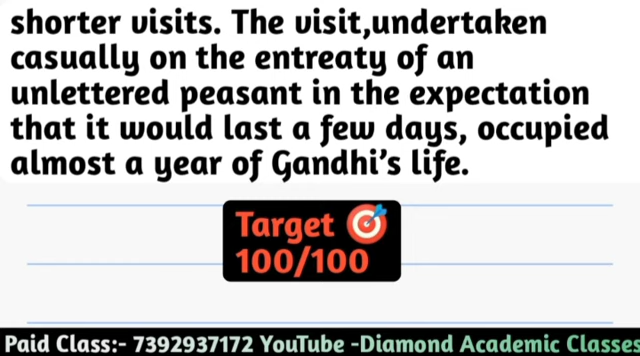 shorter visits. The visit,undertaken
casually on the entreaty of an
unlettered peasant in the expectation
that it would last a few days, occupied
almost a year of Gandhi's life.
Target
100/100
Paid Class:- 7392937172 YouTube -Diamond Academic Classes